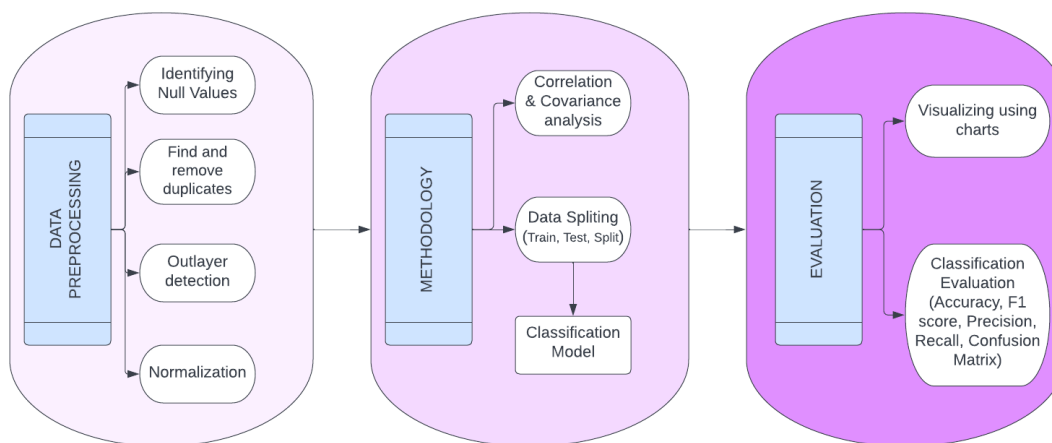 DATA
PREPROCESSING
Identifying
Null Values
Find and
remove
duplicates
Outlayer
detection
Normalization
METHODOLOGY
Correlation
& Covariance
analysis
Data Spliting
(Train, Test, Split)
Classification
Model
EVALUATION
Visualizing using
charts
Classification
Evaluation
(Accuracy, F1
score, Precision,
Recall, Confusion
Matrix)